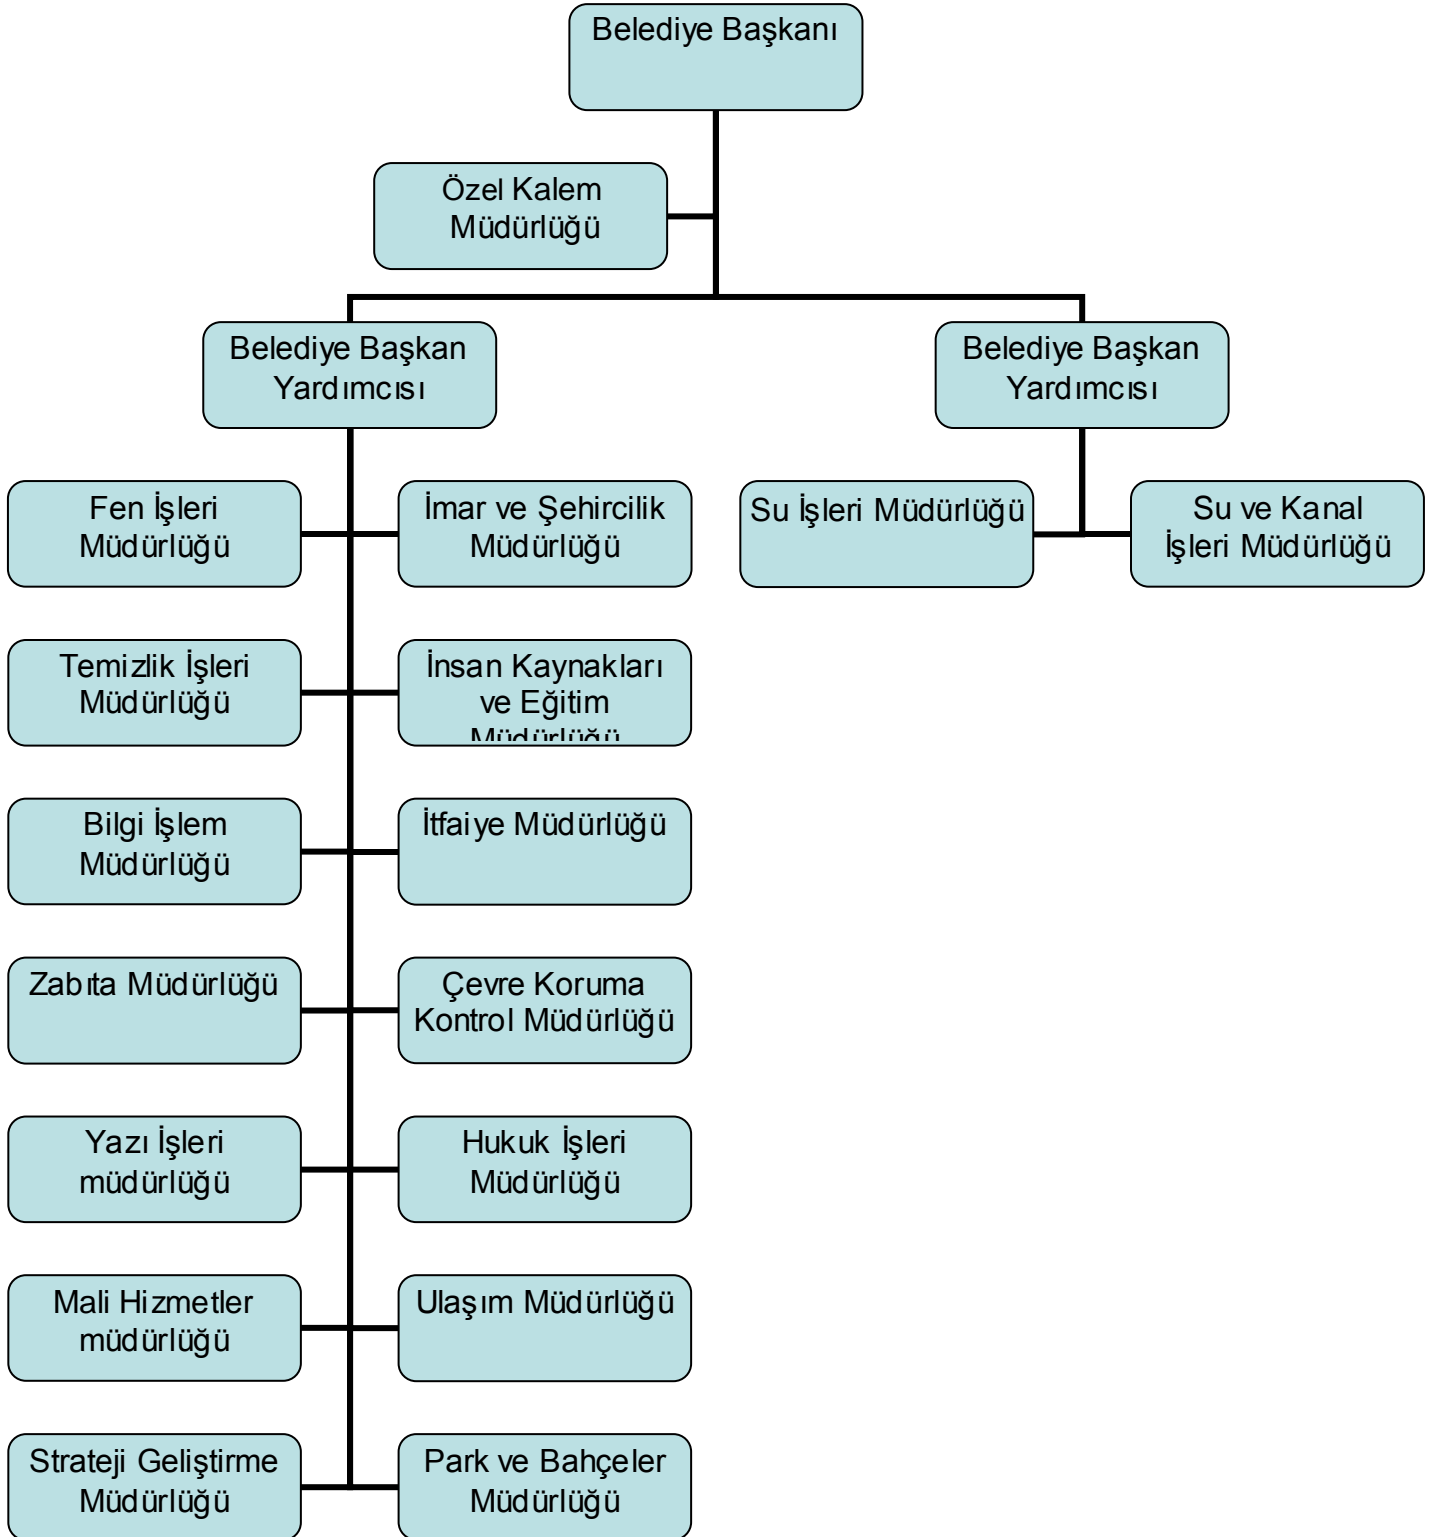 Belediye Başkanı
Özel Kalem
Müdürlüğü
Belediye Başkan
Yardımcısı
Belediye Başkan
Yardımcısı
Fen İşleri
Müdürlüğü
İmar ve Şehircilik
Müdürlüğü
Su İşleri Müdürlüğü
Su ve Kanal
İşleri Müdürlüğü
Temizlik İşleri
Müdürlüğü
İnsan Kaynakları
ve Eğitim
Müdürlüğü
Bilgi İşlem
Müdürlüğü
İtfaiye Müdürlüğü
Zabıta Müdürlüğü
Çevre Koruma
Kontrol Müdürlüğü
Yazı İşleri
müdürlüğü
Hukuk İşleri
Müdürlüğü
Mali Hizmetler
müdürlüğü
Ulaşım Müdürlüğü
Strateji Geliştirme
Müdürlüğü
Park ve Bahçeler
Müdürlüğü